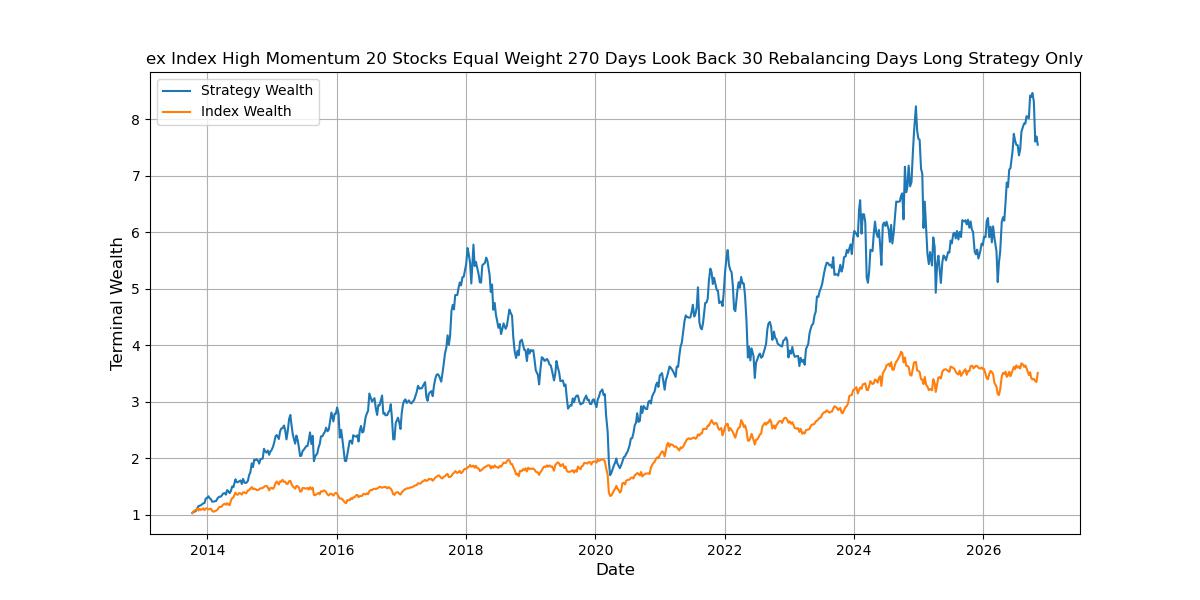 ex Index High Momentum 20 Stocks Equal Weight 270 Days Look Back 30 Rebalancing Days Long Strategy Only
Strategy Wealth
Index Wealth
Terminal Wealth
8
7
6
5
4
3
2
1
2014 2016 2018 2020 2022 2024 2026
Date